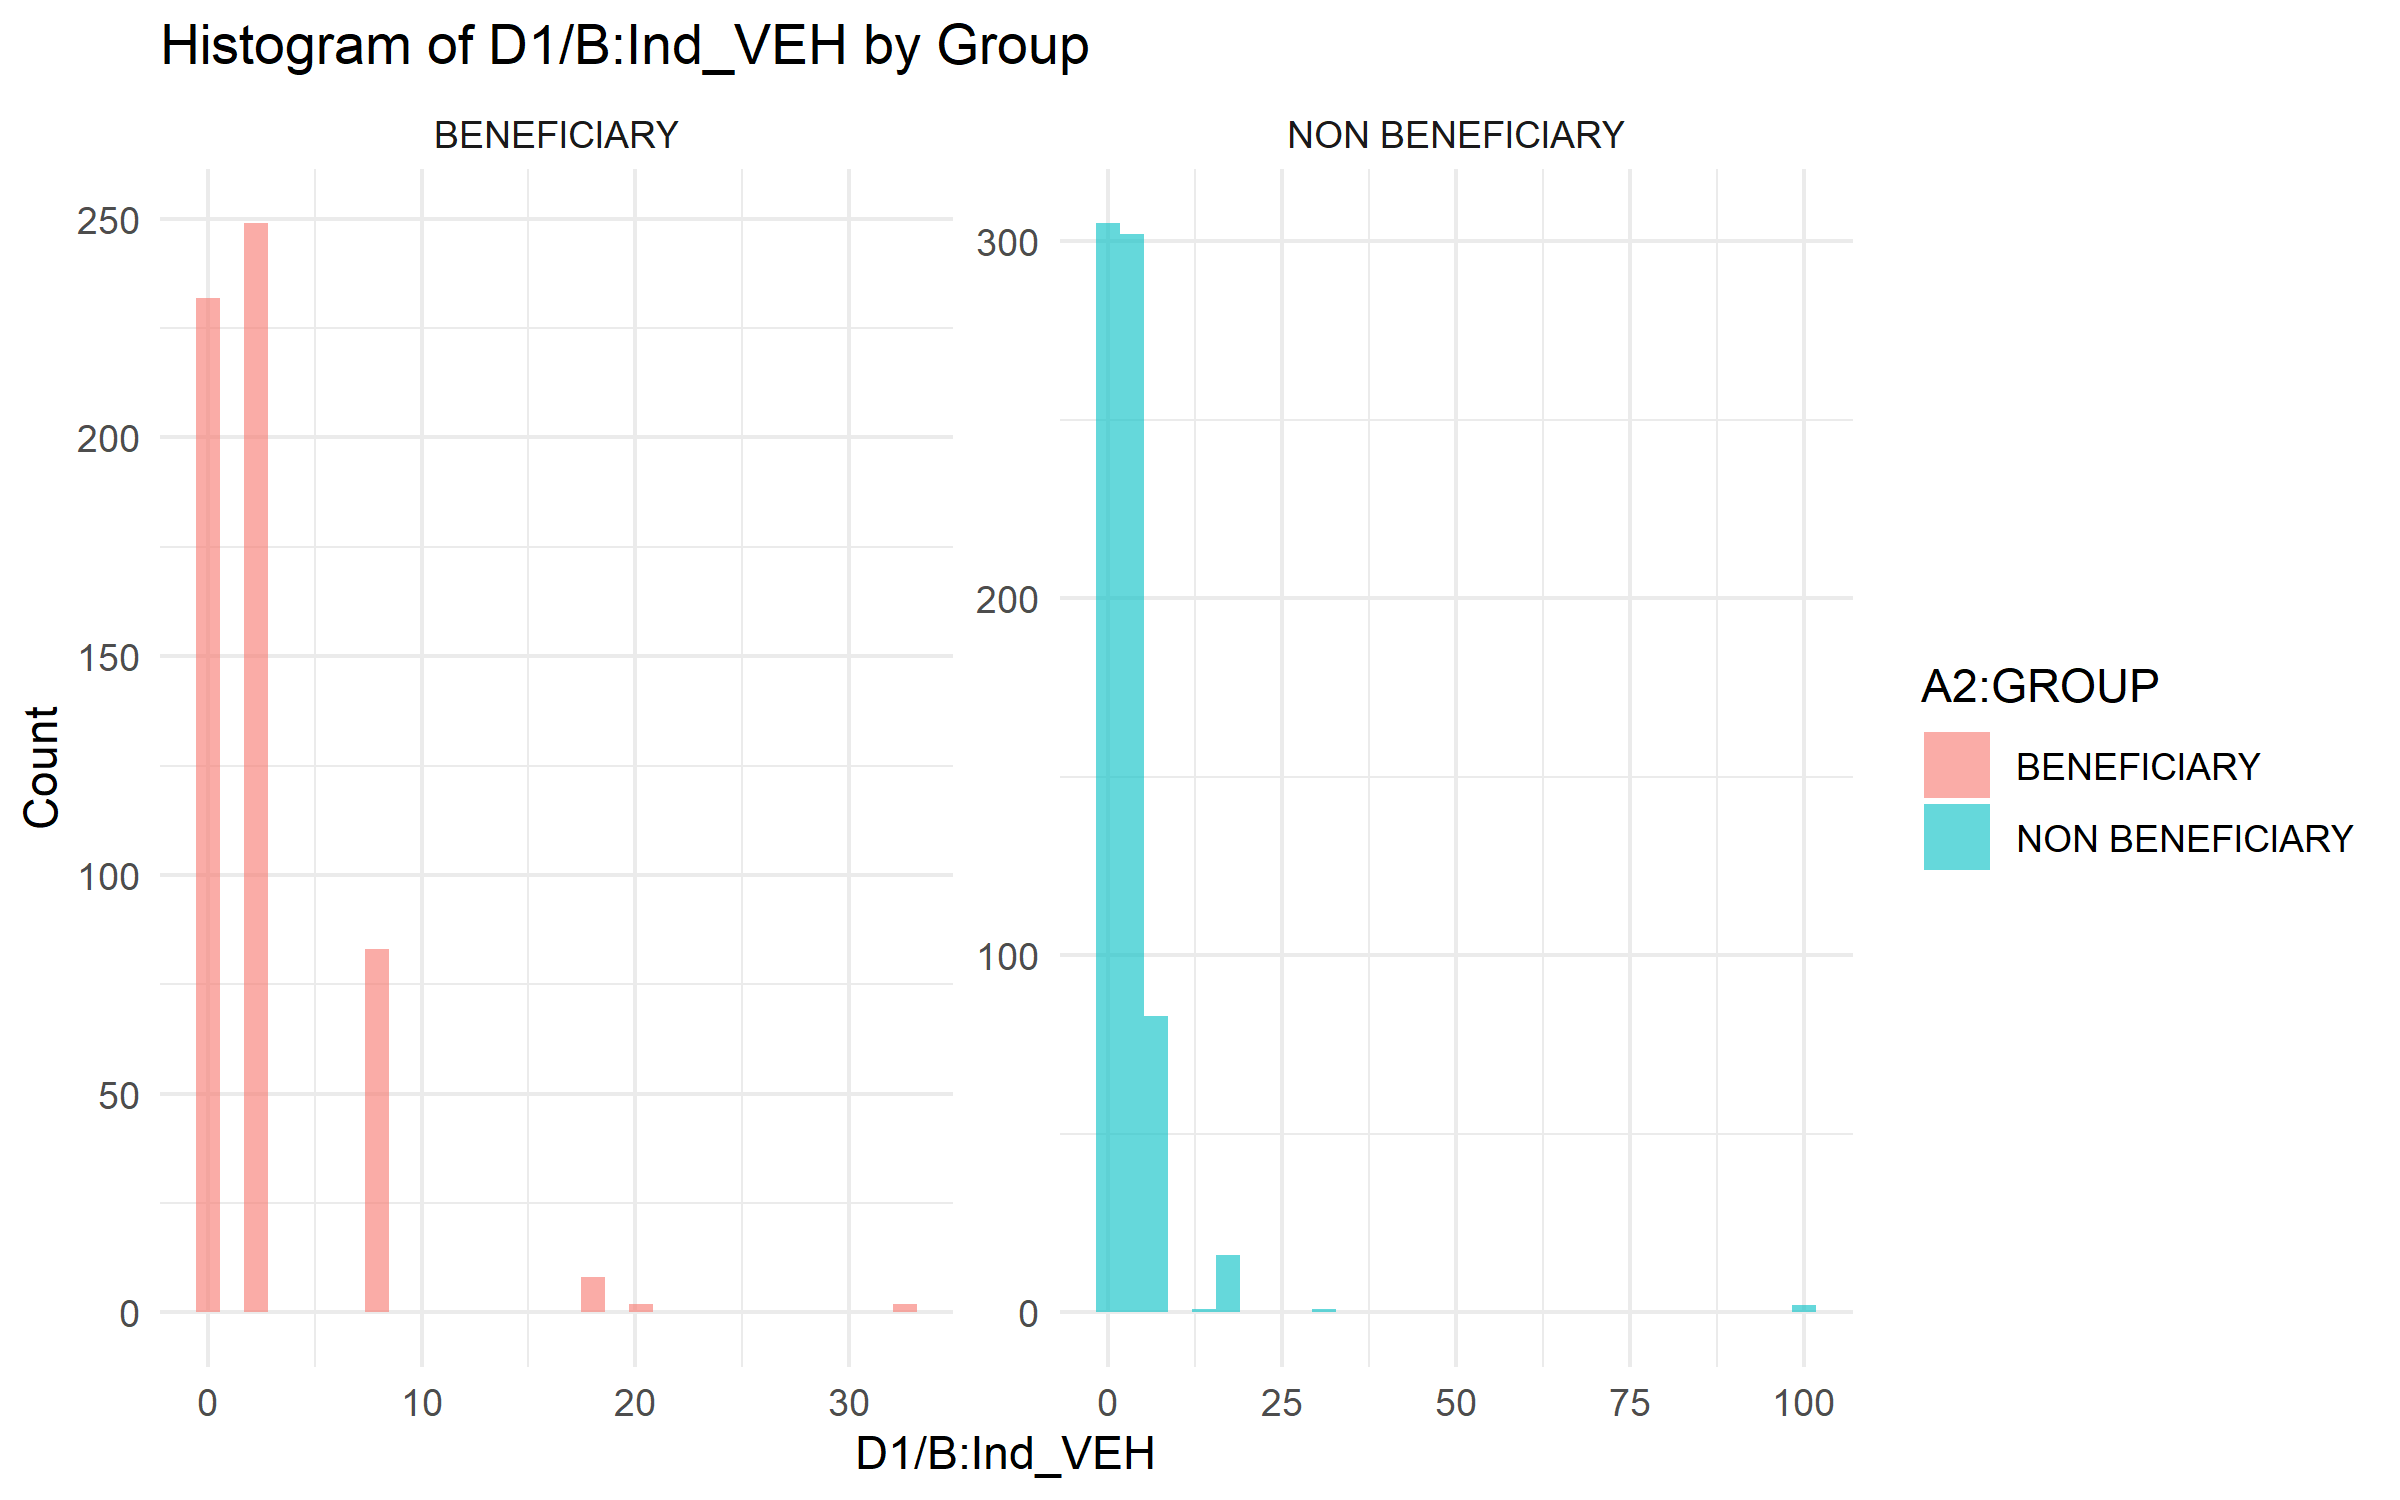 Histogram of D1/B:Ind_VEH by Group
BENEFICIARY
NON BENEFICIARY
250
200
150
100
50
0
300
200
100
0
Count
0 10 20 30
0 25 50 75 100
D1/B:Ind_VEH
A2:GROUP
BENEFICIARY
NON BENEFICIARY